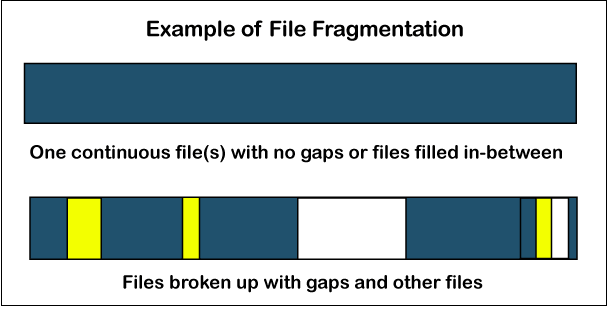 Example of File Fragmentation
One continuous file(s) with no gaps or files filled in-between
Files broken up with gaps and other files